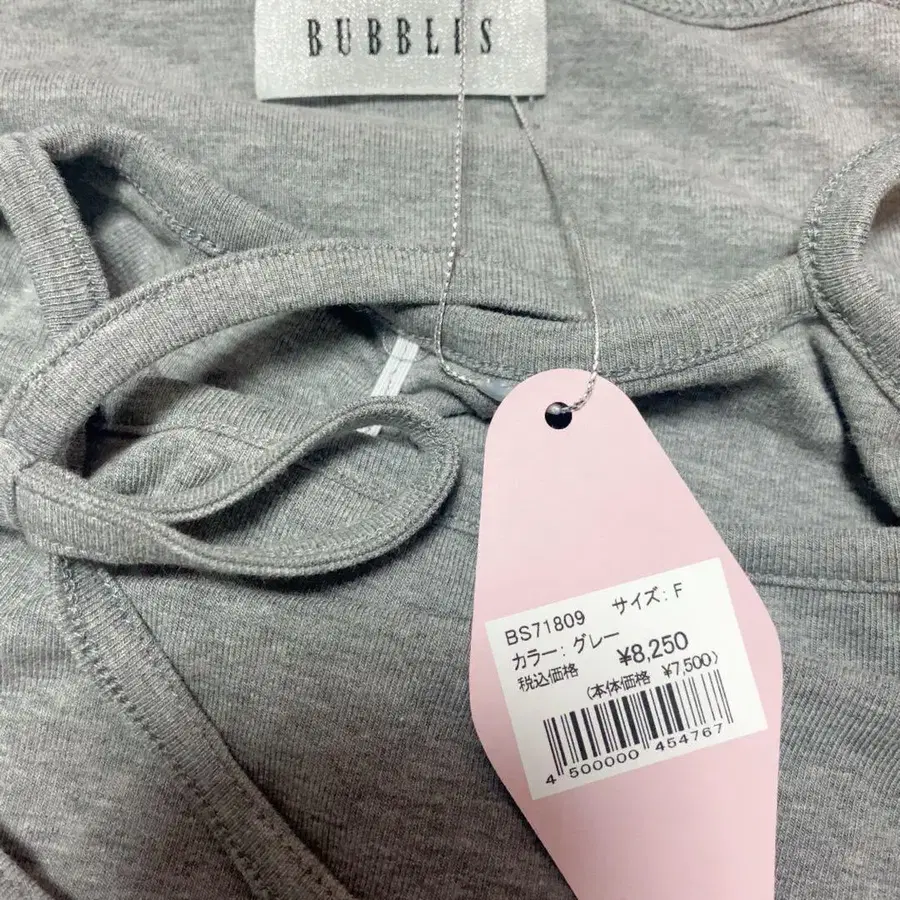 BUBBLES
BS71809 サイズ: F
カラー: グレー
税込価格 ¥8,250
(本体価格 ¥7,500)
4 500000 454767